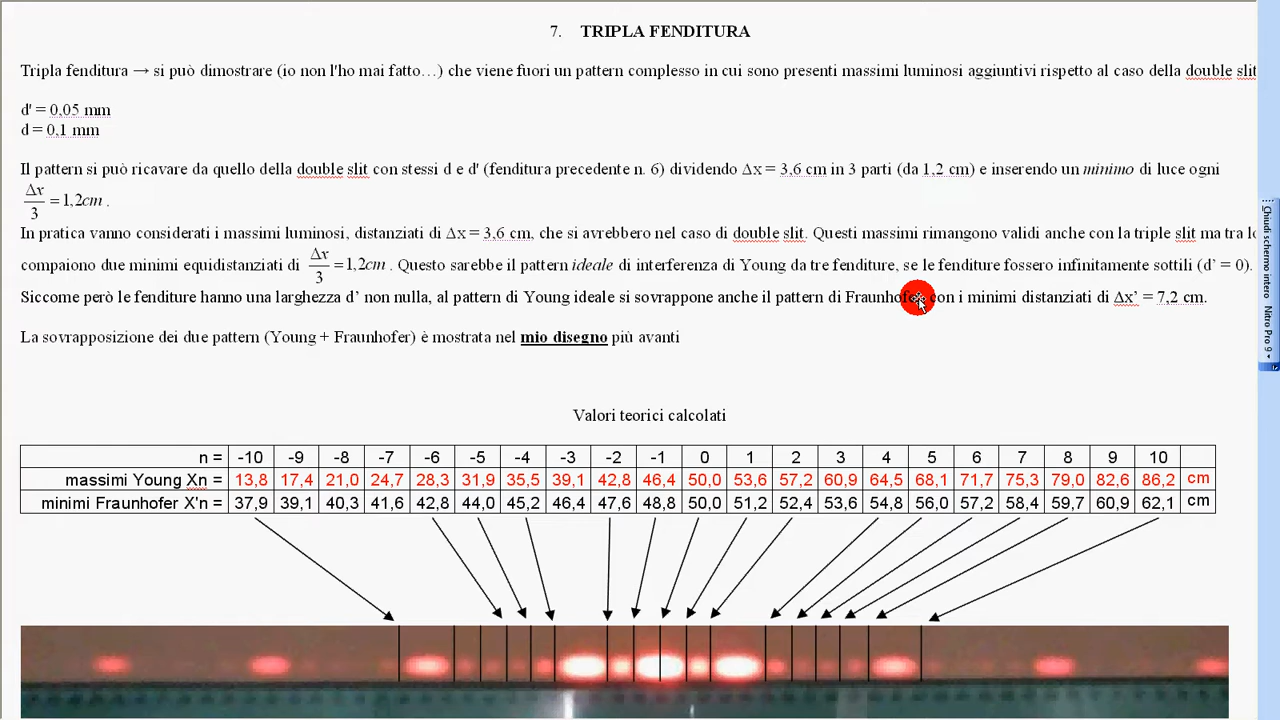 7. TRIPLA FENDITURA
Tripla fenditura → si può dimostrare (io non l'ho mai fatto…) che viene fuori un pattern complesso in cui sono presenti massimi luminosi aggiuntivi rispetto al caso della double slit
d' = 0,05 mm
d = 0,1 mm
Il pattern si può ricavare da quello della double slit con stessi d e d' (fenditura precedente n. 6) dividendo Δx = 3,6 cm in 3 parti (da 1,2 cm) e inserendo un minimo di luce ogni
Δx/3 = 1,2cm .
In pratica vanno considerati i massimi luminosi, distanziati di Δx = 3,6 cm, che si avrebbero nel caso di double slit. Questi massimi rimangono validi anche con la triple slit ma tra lo
compaiono due minimi equidistanziati di Δx/3 = 1,2cm . Questo sarebbe il pattern ideale di interferenza di Young da tre fenditure, se le fenditure fossero infinitamente sottili (d' = 0).
Siccome però le fenditure hanno una larghezza d' non nulla, al pattern di Young ideale si sovrappone anche il pattern di Fraunhofer con i minimi distanziati di Δx' = 7,2 cm.
La sovrapposizione dei due pattern (Young + Fraunhofer) è mostrata nel mio disegno più avanti
Valori teorici calcolati
n = -10 -9 -8 -7 -6 -5 -4 -3 -2 -1 0 1 2 3 4 5 6 7 8 9 10
massimi Young Xn = 13,8 17,4 21,0 24,7 28,3 31,9 35,5 39,1 42,8 46,4 50,0 53,6 57,2 60,9 64,5 68,1 71,7 75,3 79,0 82,6 86,2 cm
minimi Fraunhofer X'n = 37,9 39,1 40,3 41,6 42,8 44,0 45,2 46,4 47,6 48,8 50,0 51,2 52,4 53,6 54,8 56,0 57,2 58,4 59,7 60,9 62,1 cm
Chiudi schermo intero
Nitro Pro 9